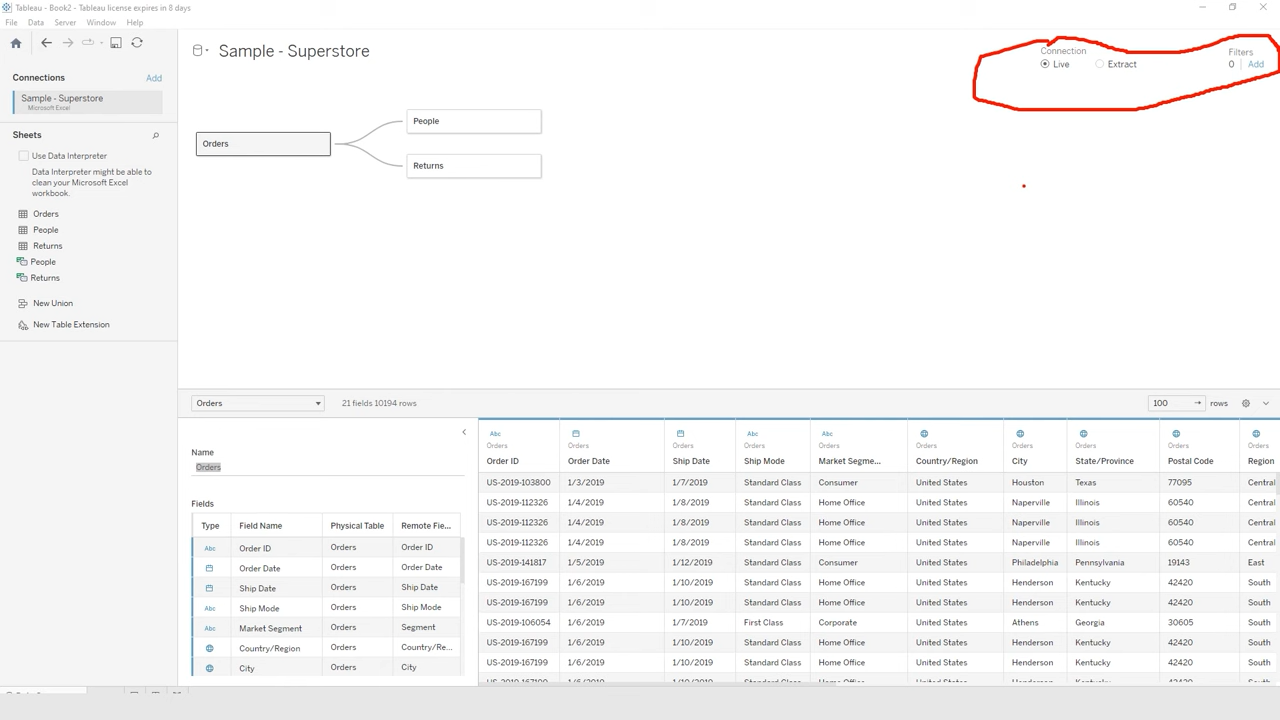 Tableau - Book2 - Tableau license expires in 8 days
File Data Server Window Help
Connections Add
Sample - Superstore
Microsoft Excel
Sheets
Use Data Interpreter
Data Interpreter might be able to
clean your Microsoft Excel
workbook.
Orders
People
Returns
People
Returns
New Union
New Table Extension
Sample - Superstore
Connection
Live Extract
Filters
0 Add
Orders
People
Returns
Orders 21 fields 10194 rows 100 rows
Name
Orders
Fields
Type Field Name Physical Table Remote Fie...
Abc Order ID Orders Order ID
Order Date Orders Order Date
Ship Date Orders Ship Date
Abc Ship Mode Orders Ship Mode
Abc Market Segment Orders Segment
Country/Region Orders Country/Re...
City Orders City
Abc Abc Abc
Orders Orders Orders Orders Orders Orders Orders Orders Orders Orders
Order ID Order Date Ship Date Ship Mode Market Segme... Country/Region City State/Province Postal Code Region
US-2019-103800 1/3/2019 1/7/2019 Standard Class Consumer United States Houston Texas 77095 Central
US-2019-112326 1/4/2019 1/8/2019 Standard Class Home Office United States Naperville Illinois 60540 Central
US-2019-112326 1/4/2019 1/8/2019 Standard Class Home Office United States Naperville Illinois 60540 Central
US-2019-112326 1/4/2019 1/8/2019 Standard Class Home Office United States Naperville Illinois 60540 Central
US-2019-141817 1/5/2019 1/12/2019 Standard Class Consumer United States Philadelphia Pennsylvania 19143 East
US-2019-167199 1/6/2019 1/10/2019 Standard Class Home Office United States Henderson Kentucky 42420 South
US-2019-167199 1/6/2019 1/10/2019 Standard Class Home Office United States Henderson Kentucky 42420 South
US-2019-106054 1/6/2019 1/7/2019 First Class Corporate United States Athens Georgia 30605 South
US-2019-167199 1/6/2019 1/10/2019 Standard Class Home Office United States Henderson Kentucky 42420 South
US-2019-167199 1/6/2019 1/10/2019 Standard Class Home Office United States Henderson Kentucky 42420 South